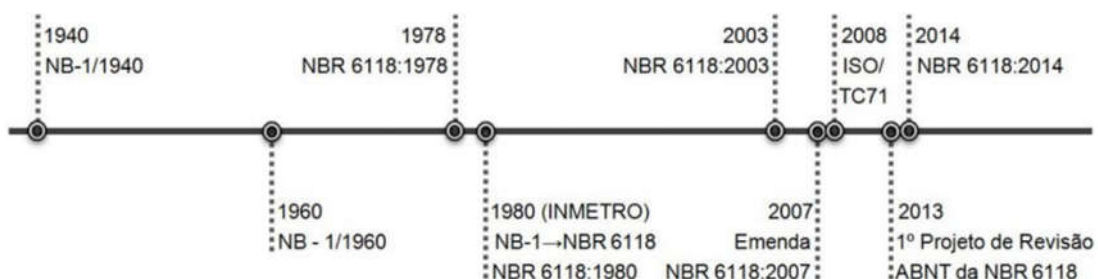 1940
NB-1/1940
1978
NBR 6118:1978
2003
NBR 6118:2003
2008
ISO/
TC71
2014
NBR 6118:2014
1960
NB - 1/1960
1980 (INMETRO)
NB-1→NBR 6118
NBR 6118:1980
2007
Emenda
NBR 6118:2007
2013
1º Projeto de Revisão
ABNT da NBR 6118